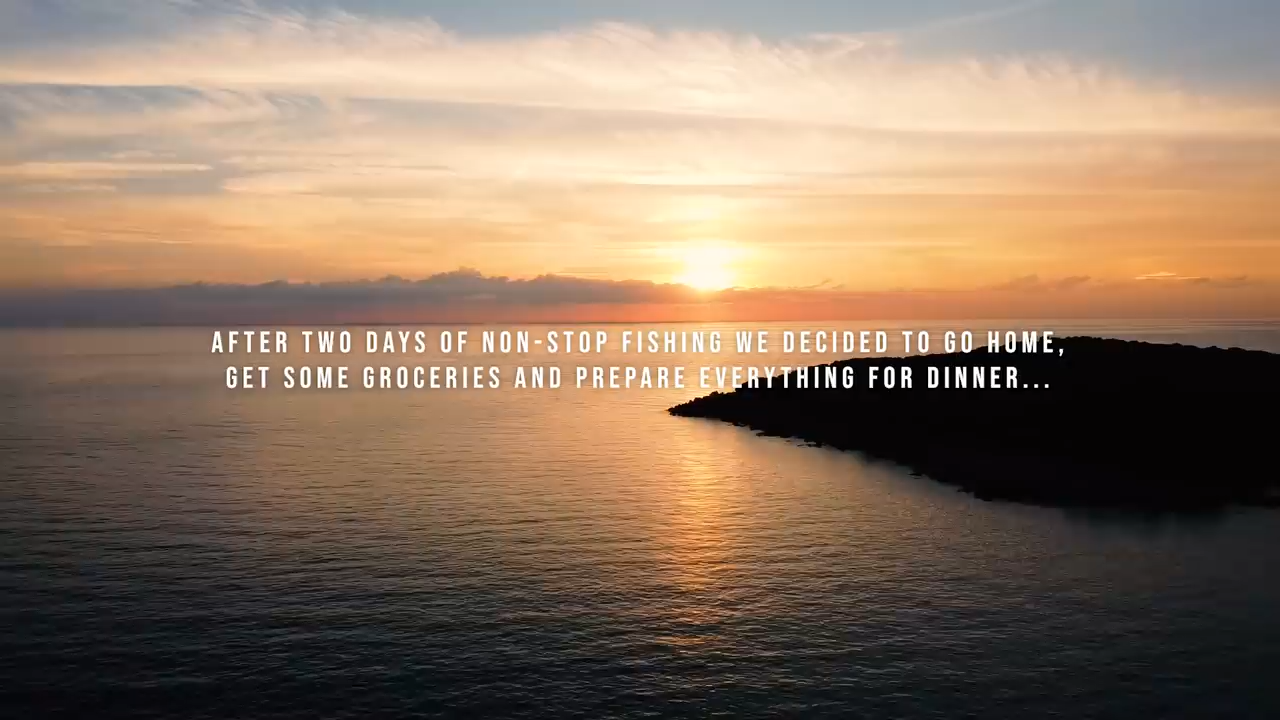 AFTER TWO DAYS OF NON-STOP FISHING WE DECIDED TO GO HOME,
GET SOME GROCERIES AND PREPARE EVERYTHING FOR DINNER...